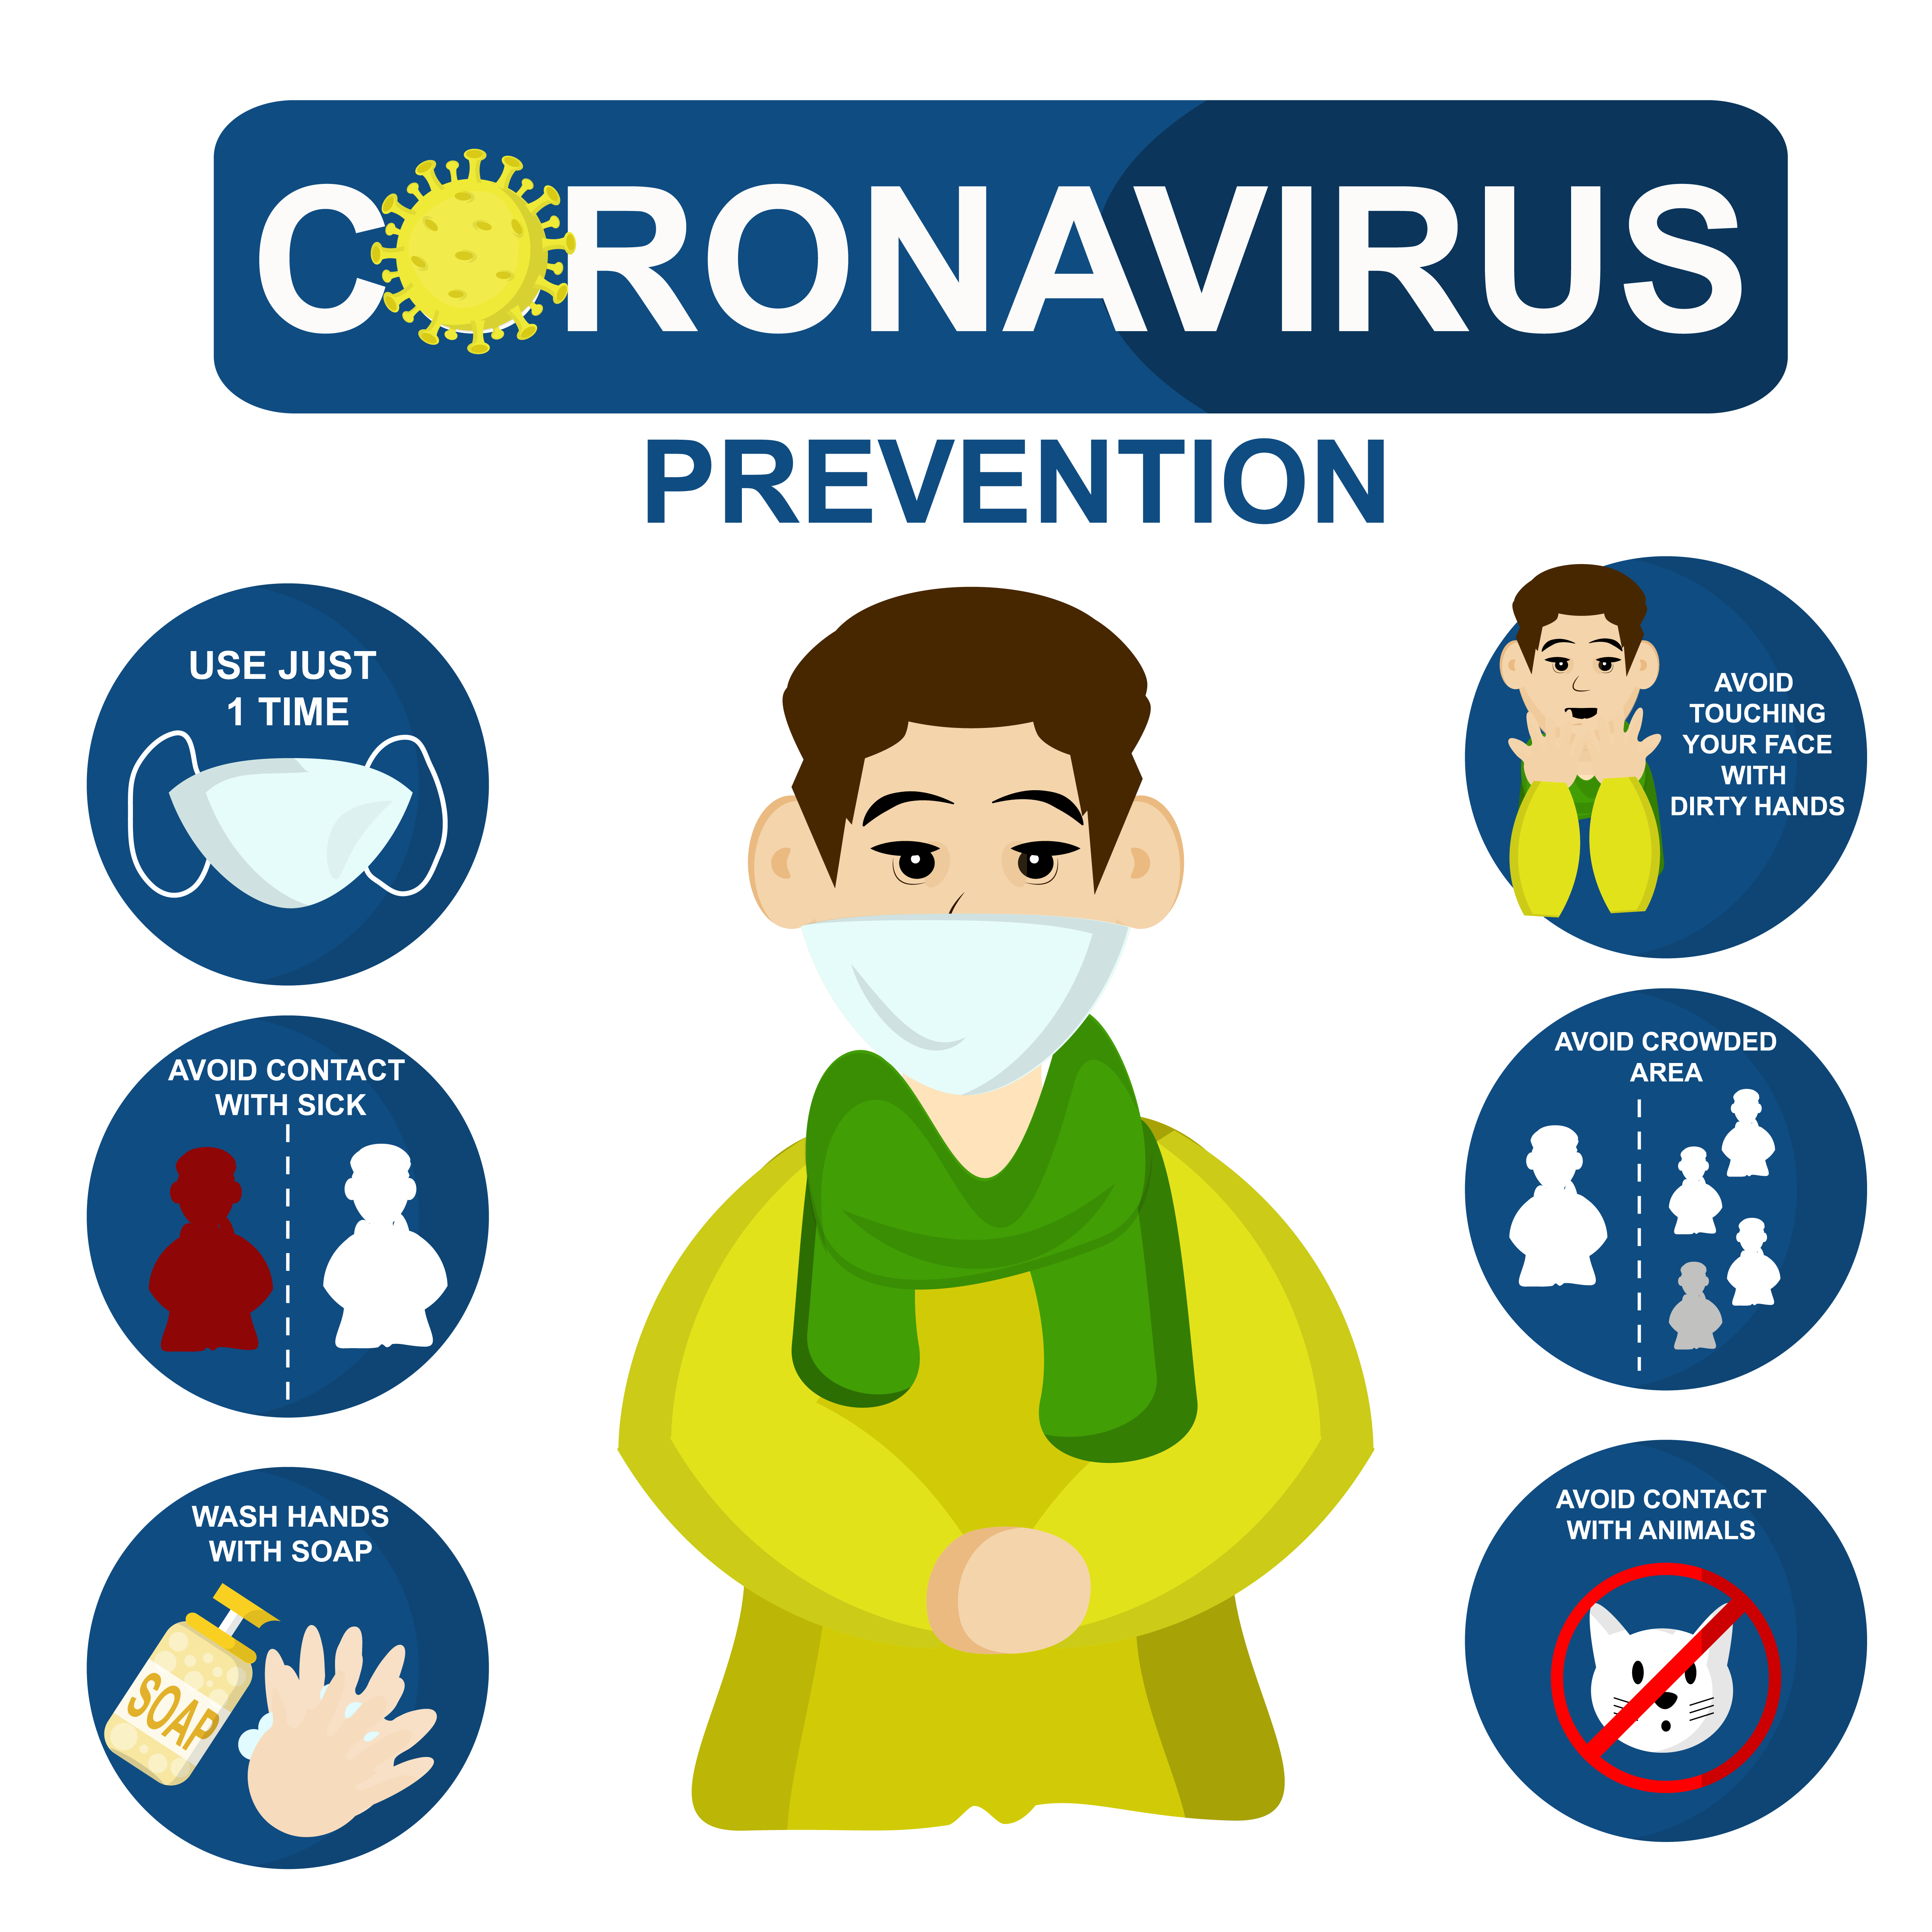 CORONAVIRUS
PREVENTION
USE JUST
1 TIME
AVOID CONTACT
WITH SICK
WASH HANDS
WITH SOAP
SOAP
AVOID
TOUCHING
YOUR FACE
WITH
DIRTY HANDS
AVOID CROWDED
AREA
AVOID CONTACT
WITH ANIMALS